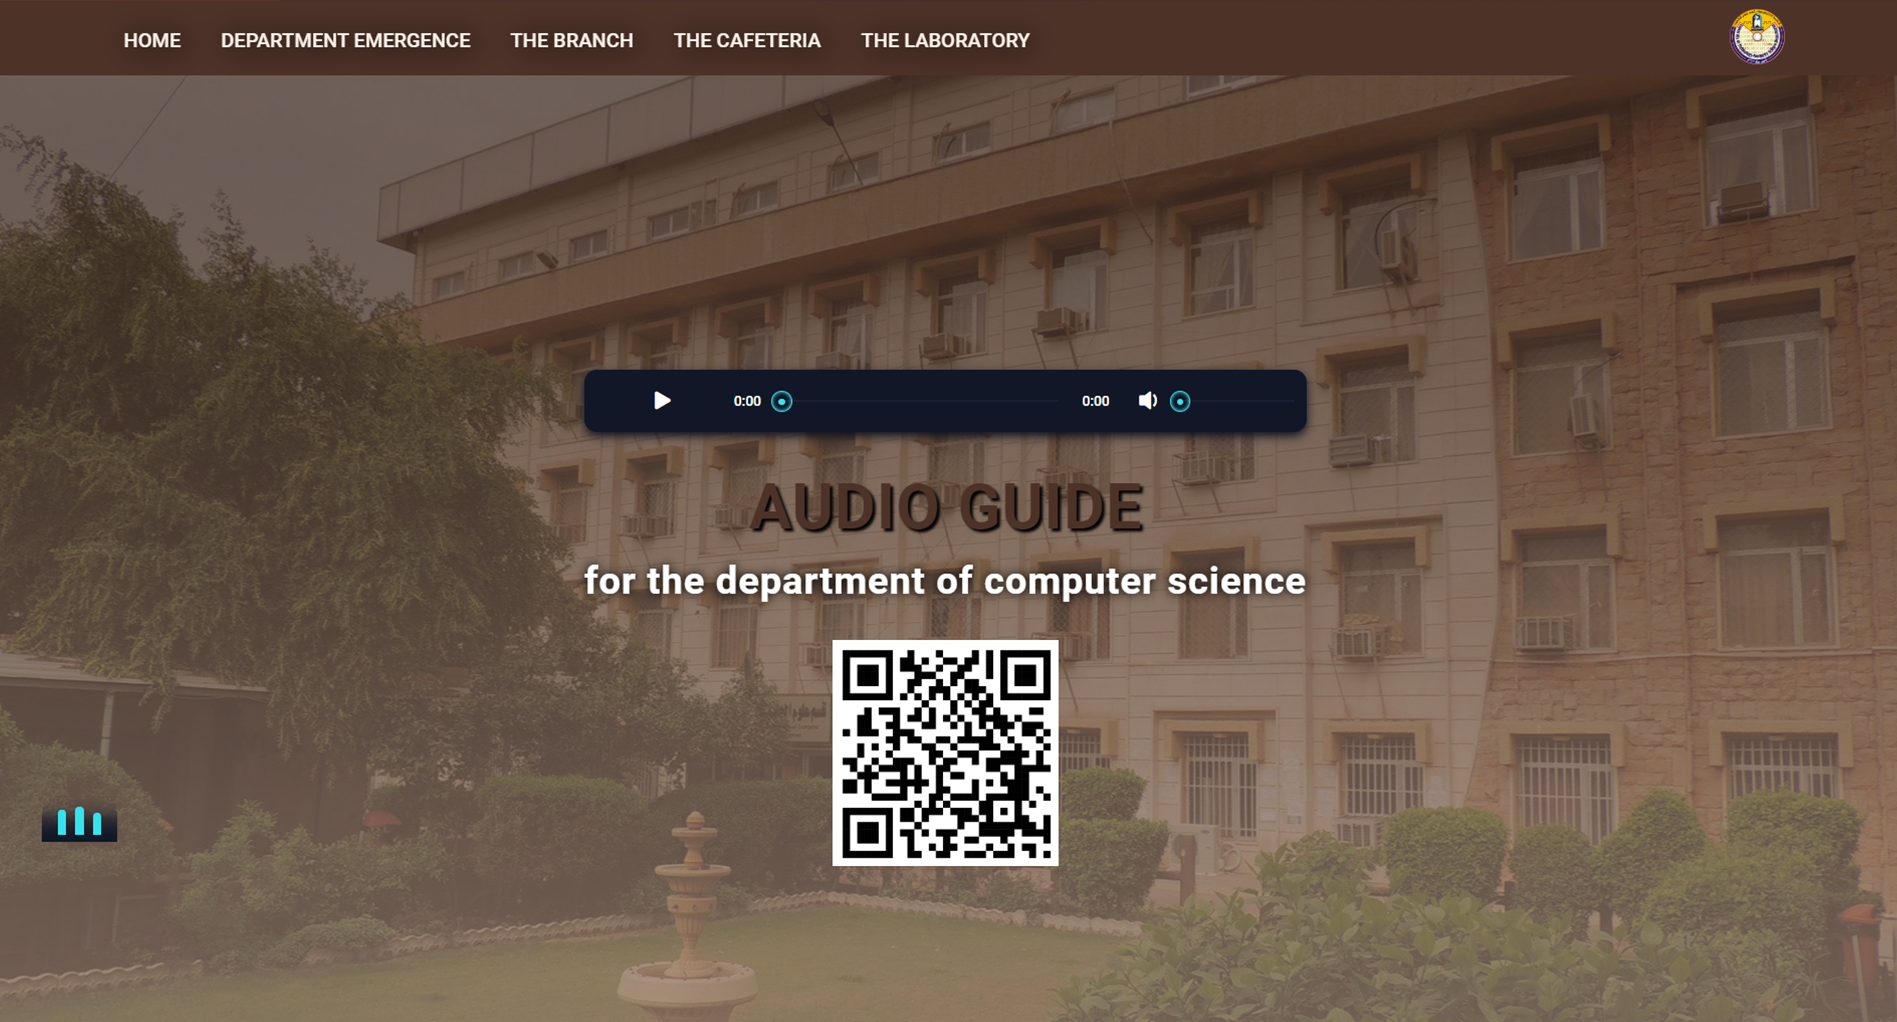 HOME DEPARTMENT EMERGENCE THE BRANCH THE CAFETERIA THE LABORATORY
0:00 0:00
AUDIO GUIDE
for the department of computer science